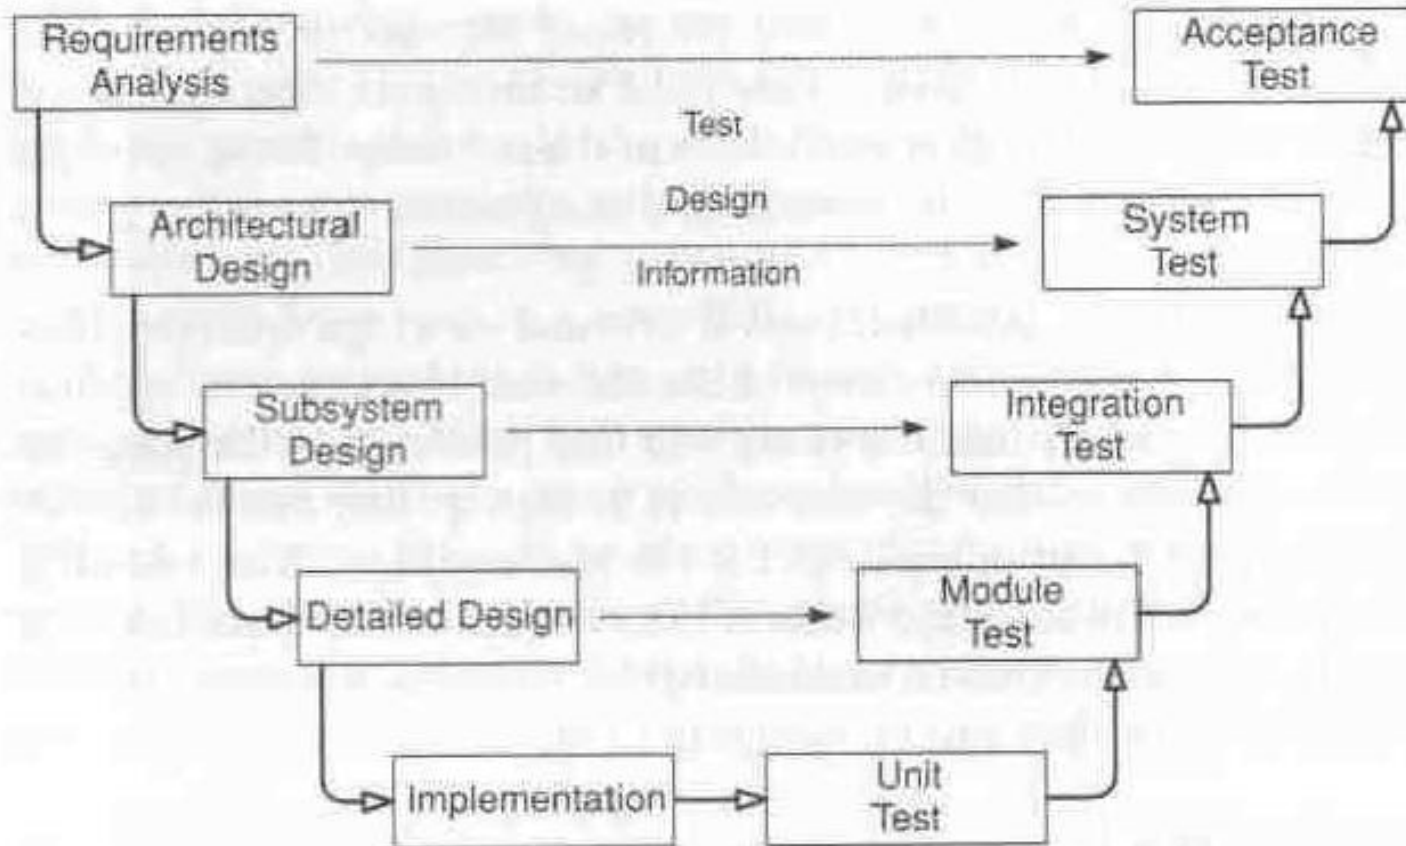 Requirements
Analysis
Acceptance
Test
Test
Architectural
Design
Design
Information
System
Test
Subsystem
Design
Integration
Test
Detailed Design
Module
Test
Implementation
Unit
Test